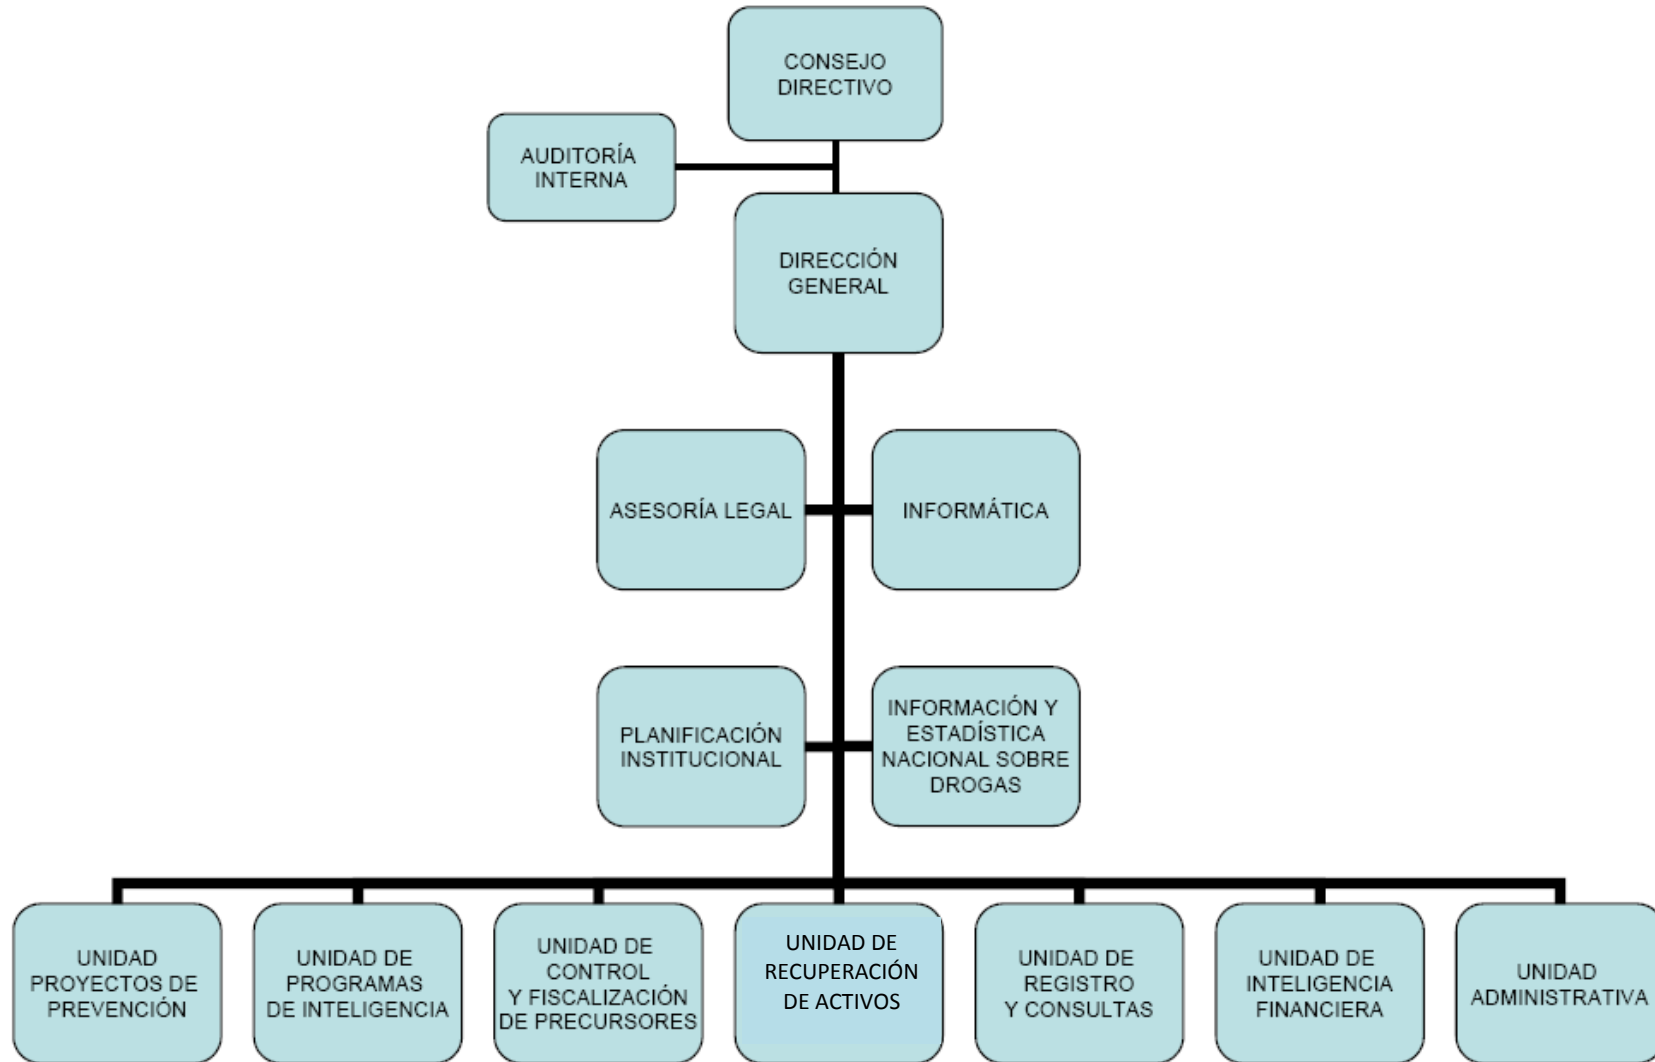 CONSEJO
DIRECTIVO
AUDITORÍA
INTERNA
DIRECCIÓN
GENERAL
ASESORÍA LEGAL
INFORMÁTICA
PLANIFICACIÓN
INSTITUCIONAL
INFORMACIÓN Y
ESTADÍSTICA
NACIONAL SOBRE
DROGAS
UNIDAD
PROYECTOS DE
PREVENCIÓN
UNIDAD DE
PROGRAMAS
DE INTELIGENCIA
UNIDAD DE
CONTROL
Y FISCALIZACIÓN
DE PRECURSORES
UNIDAD DE
RECUPERACIÓN
DE ACTIVOS
UNIDAD DE
REGISTRO
Y CONSULTAS
UNIDAD DE
INTELIGENCIA
FINANCIERA
UNIDAD
ADMINISTRATIVA